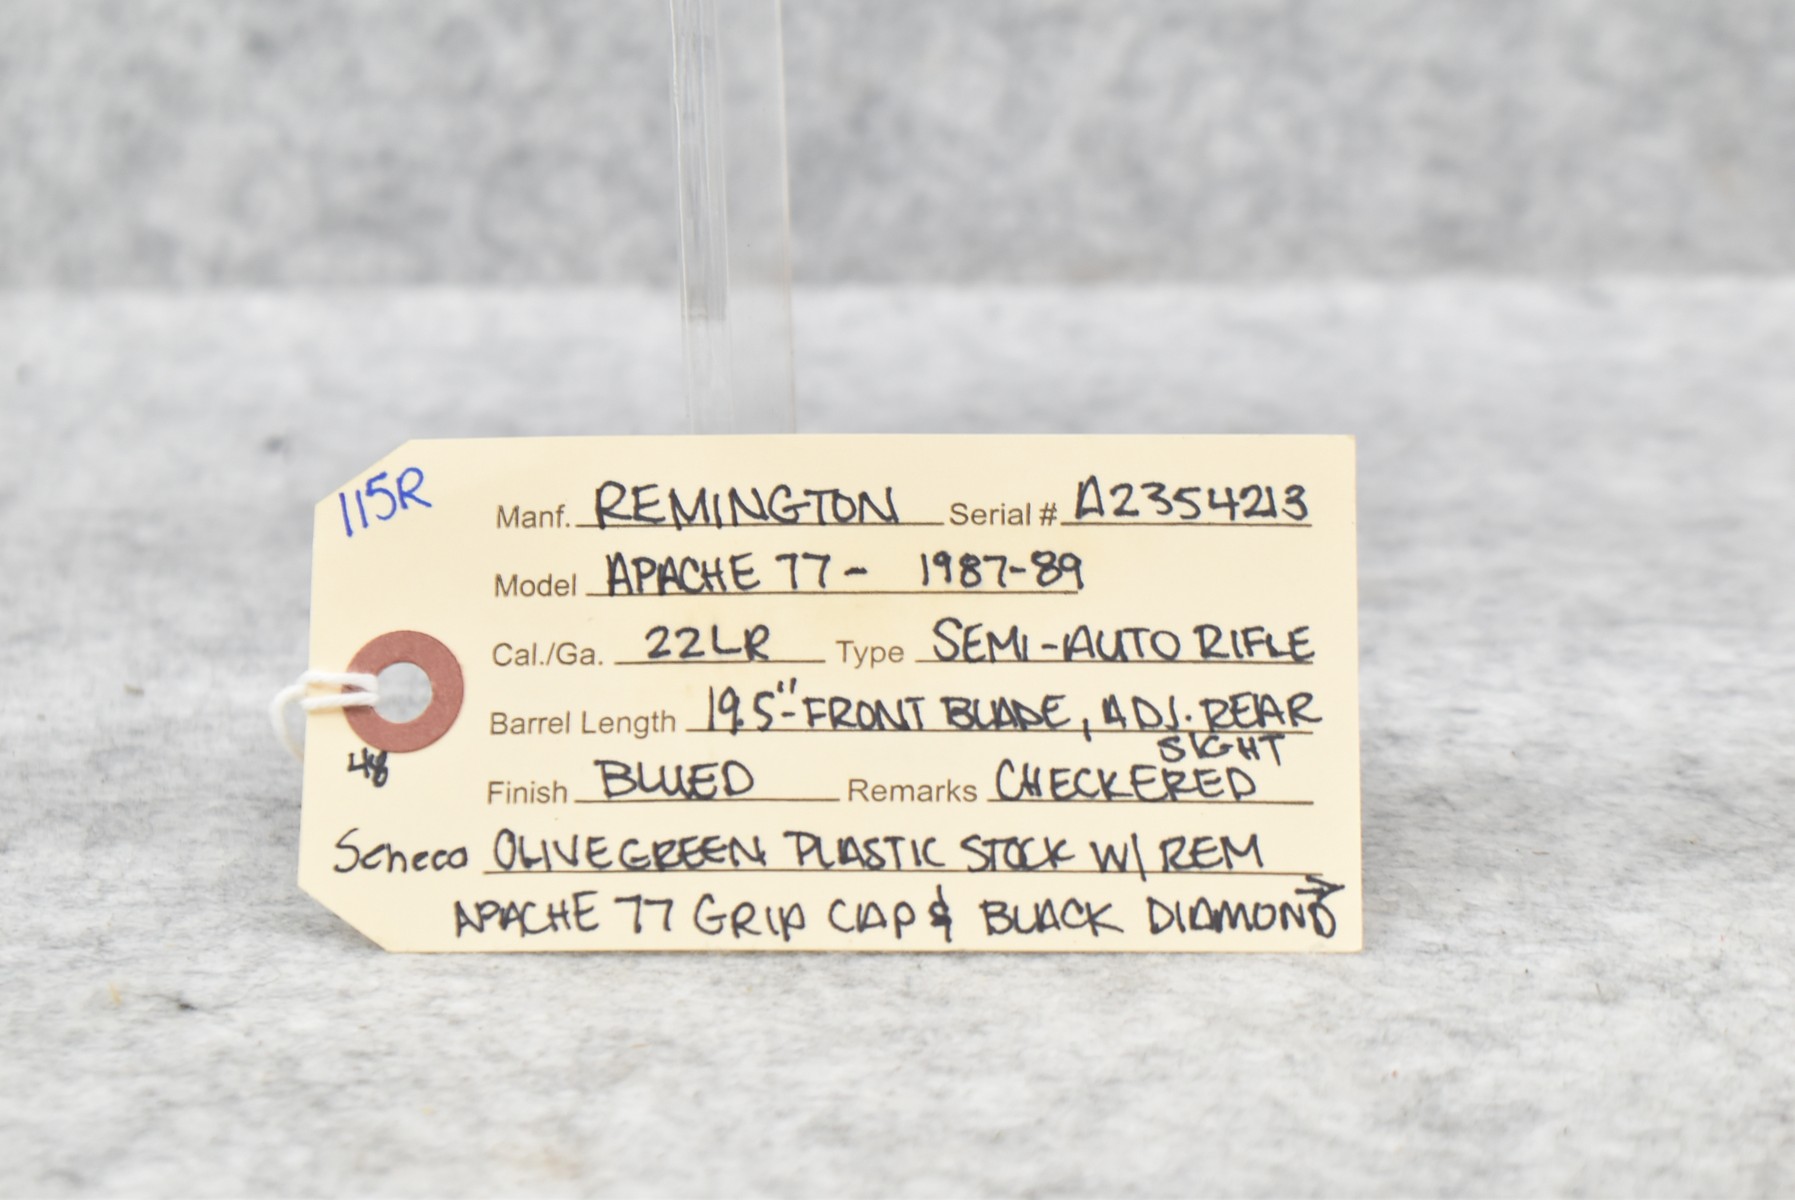 115R
Manf. REMINGTON Serial # A2354213
Model APACHE 77 - 1987-89
Cal./Ga. 22LR Type SEMI-AUTO RIFLE
Barrel Length 19.5"-FRONT BLADE, ADJ. REAR
SIGHT
48
Finish BLUED Remarks CHECKERED
Seneca OLIVE GREEN PLASTIC STOCK W/ REM
APACHE 77 GRIP CAP & BLACK DIAMOND →